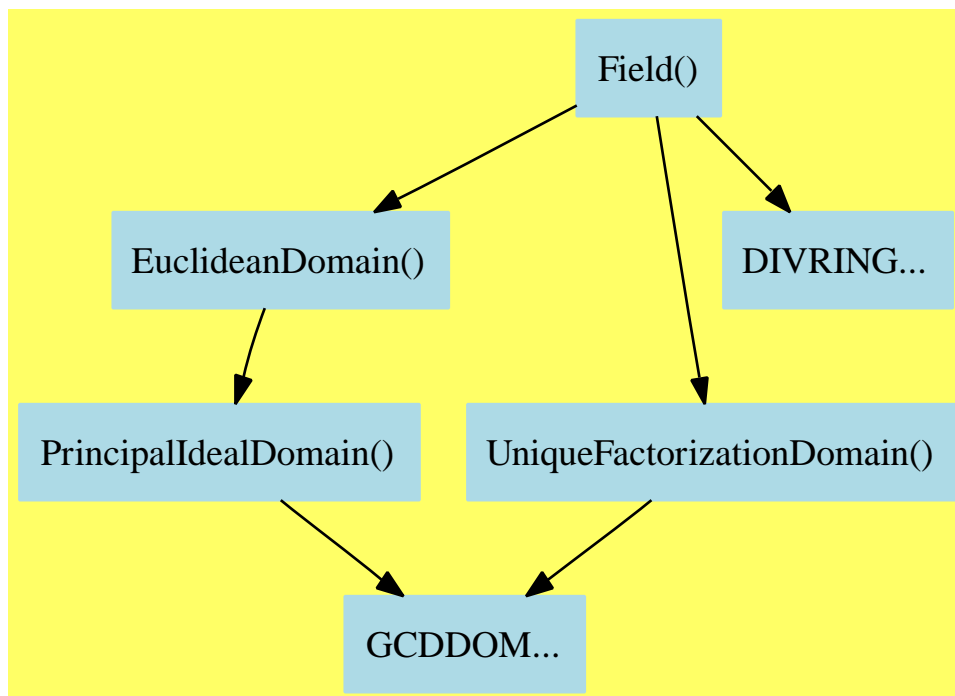 Field()
EuclideanDomain()
DIVRING...
PrincipalIdealDomain()
UniqueFactorizationDomain()
GCDDOM...